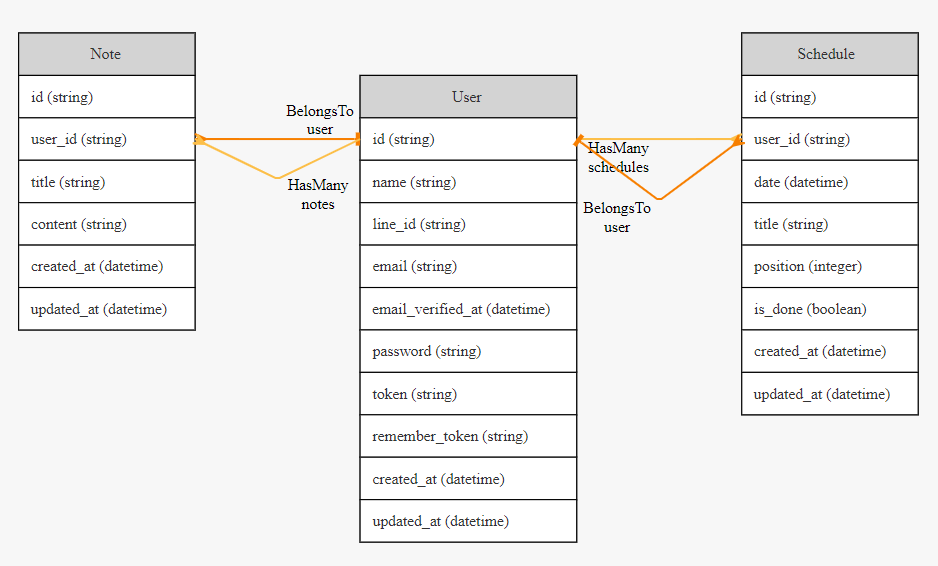 Note
id (string)
user_id (string)
title (string)
content (string)
created_at (datetime)
updated_at (datetime)
BelongsTo
user
HasMany
notes
User
id (string)
name (string)
line_id (string)
email (string)
email_verified_at (datetime)
password (string)
token (string)
remember_token (string)
created_at (datetime)
updated_at (datetime)
HasMany
schedules
BelongsTo
user
Schedule
id (string)
user_id (string)
date (datetime)
title (string)
position (integer)
is_done (boolean)
created_at (datetime)
updated_at (datetime)